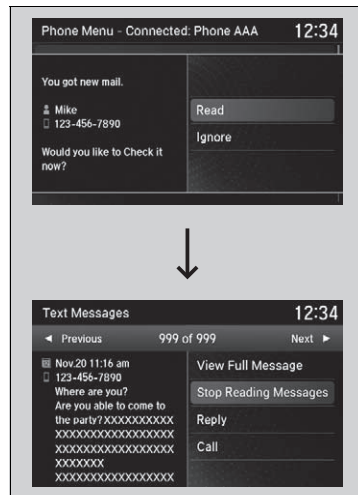 Phone Menu - Connected: Phone AAA 12:34
You got new mail.
Mike
123-456-7890
Would you like to Check it
now?
Read
Ignore
Text Messages 12:34
◄ Previous 999 of 999 Next ►
Nov.20 11:16 am
123-456-7890
Where are you?
Are you able to come to
the party?XXXXXXXXXX
XXXXXXXXXXXXXXXXX
XXXXXXXXXXXXXXXXX
XXXXXXX
XXXXXXXXXXXXXXXXX
View Full Message
Stop Reading Messages
Reply
Call